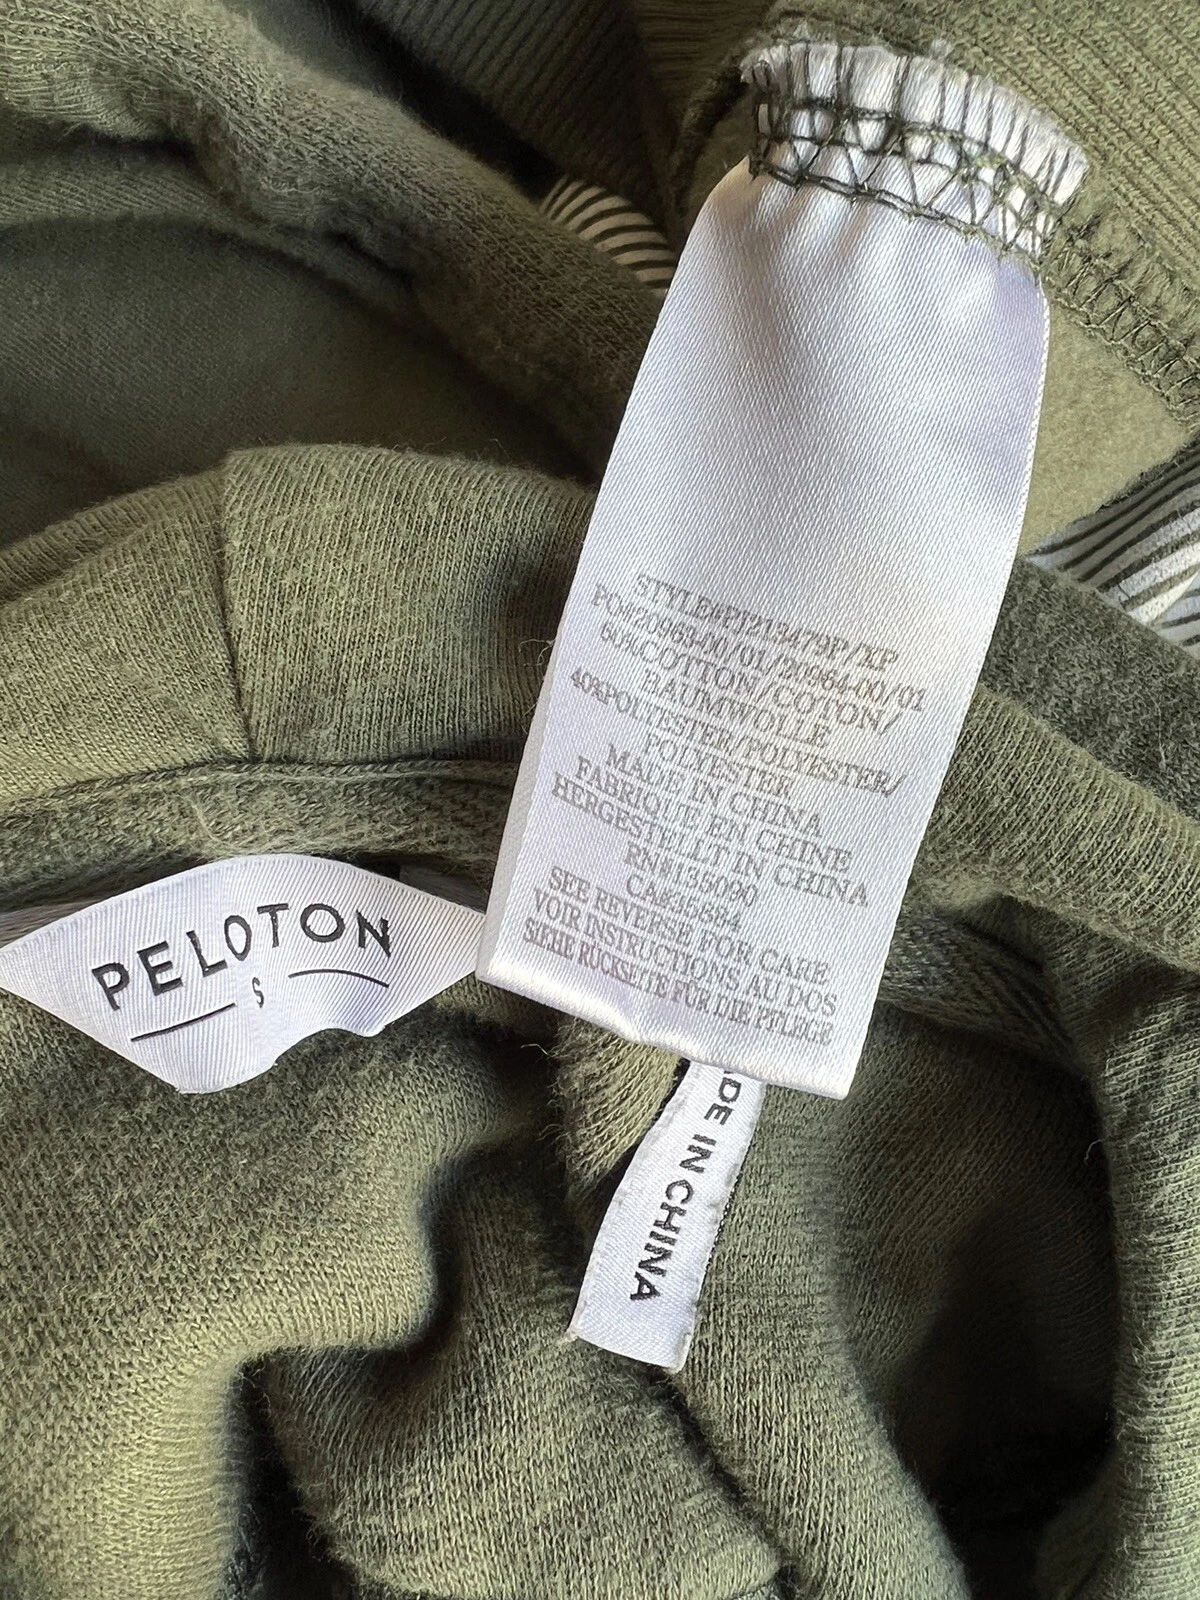 PELOTON
S
STYLE#PT213479P/XP
PO#20963-00/01/20964-00/01
60%COTTON/COTON/
BAUMWOLLE
40%POLYESTER/POLYESTER/
POLYESTER
MADE IN CHINA
FABRIQUE EN CHINE
HERGESTELLT IN CHINA
RN#135090
CA#35884
SEE REVERSE FOR CARE
VOIR INSTRUCTIONS AU DOS
SIEHE RUCKSEITE FÜR DIE PFLEGE
IN CHINA